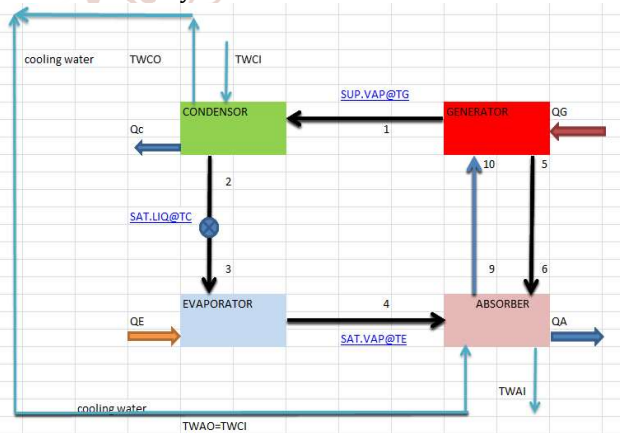 cooling water TWCO TWCI
SUP.VAP@TG
CONDENSOR GENERATOR QG
Qc 1
10 5
2
SAT.LIQ@TC
3 9 6
EVAPORATOR 4 ABSORBER
QE QA
SAT.VAP@TE
TWAI
cooling water
TWAO=TWCI